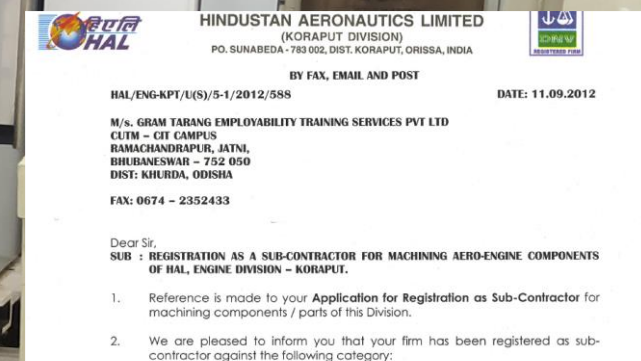 हिएलि
HAL
HINDUSTAN AERONAUTICS LIMITED
(KORAPUT DIVISION)
PO. SUNABEDA - 783 002, DIST. KORAPUT, ORISSA, INDIA
DNV
REGISTERED FIRM
BY FAX, EMAIL AND POST
HAL/ENG-KPT/U(S)/5-1/2012/588 DATE: 11.09.2012
M/s. GRAM TARANG EMPLOYABILITY TRAINING SERVICES PVT LTD
CUTM – CIT CAMPUS
RAMACHANDRAPUR, JATNI,
BHUBANESWAR – 752 050
DIST: KHURDA, ODISHA
FAX: 0674 – 2352433
Dear Sir,
SUB : REGISTRATION AS A SUB-CONTRACTOR FOR MACHINING AERO-ENGINE COMPONENTS
OF HAL, ENGINE DIVISION – KORAPUT.
1. Reference is made to your Application for Registration as Sub-Contractor for
machining components / parts of this Division.
2. We are pleased to inform you that your firm has been registered as sub-
contractor against the following category: